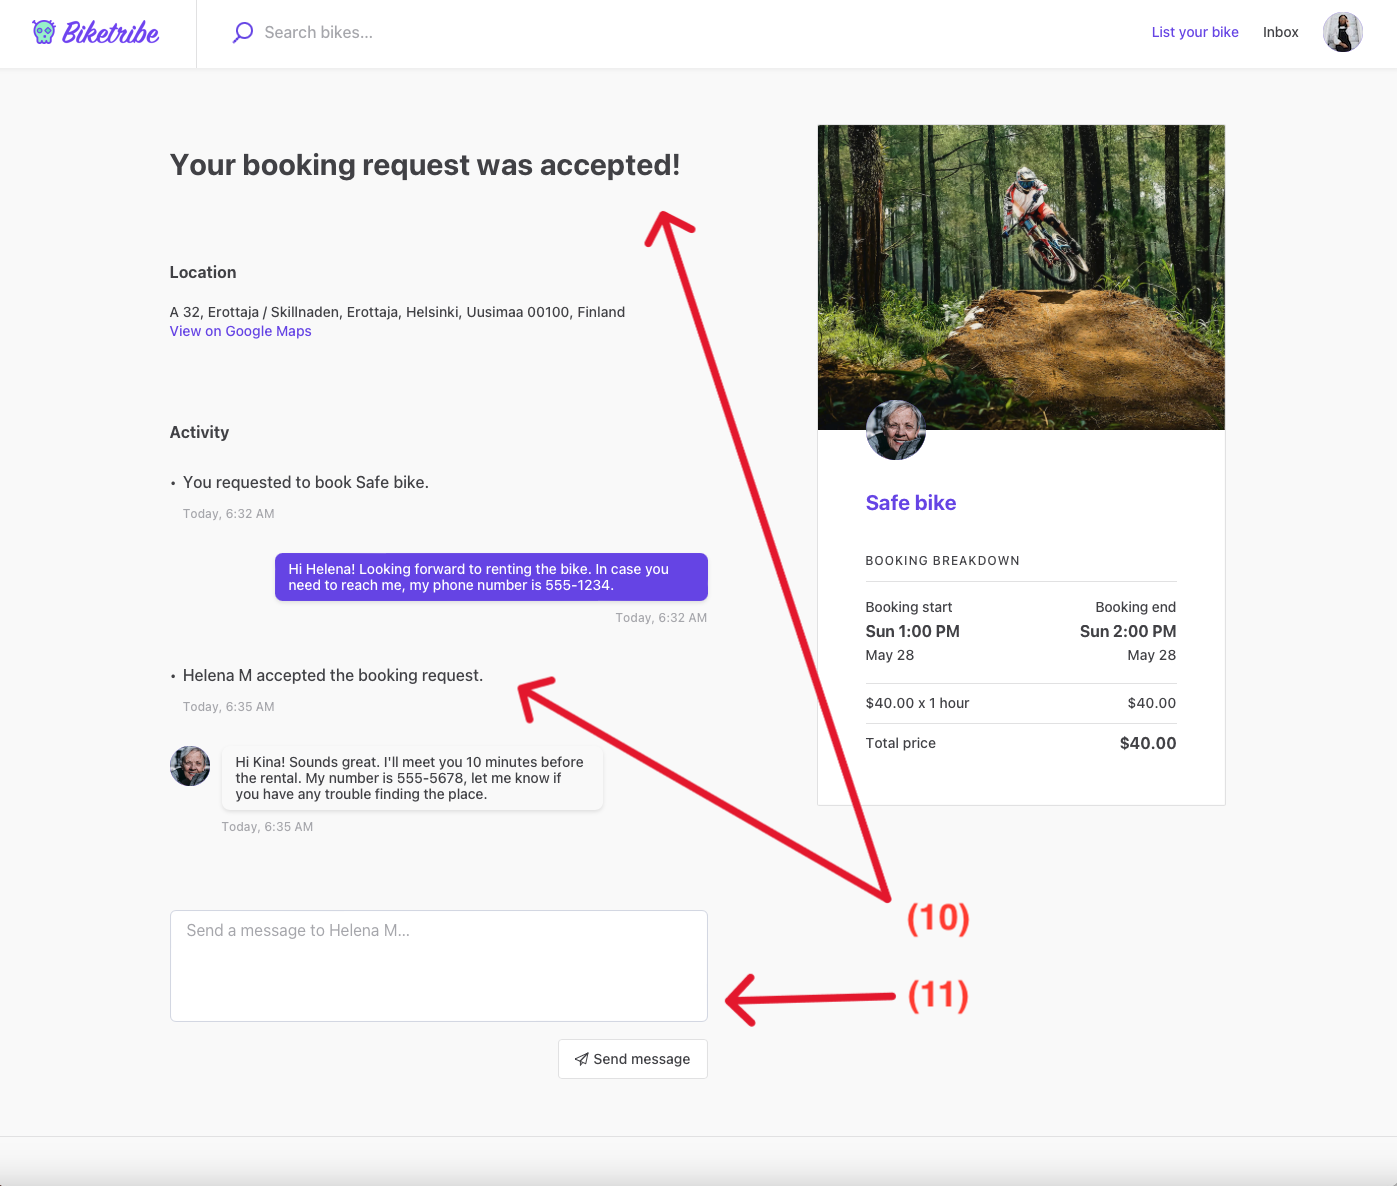 Biketribe
Search bikes...
List your bike
Inbox
Your booking request was accepted!
Location
A 32, Erottaja / Skillnaden, Erottaja, Helsinki, Uusimaa 00100, Finland
View on Google Maps
Activity
• You requested to book Safe bike.
Today, 6:32 AM
Hi Helena! Looking forward to renting the bike. In case you
need to reach me, my phone number is 555-1234.
Today, 6:32 AM
• Helena M accepted the booking request.
Today, 6:35 AM
Hi Kina! Sounds great. I'll meet you 10 minutes before
the rental. My number is 555-5678, let me know if
you have any trouble finding the place.
Today, 6:35 AM
Send a message to Helena M...
Send message
Safe bike
BOOKING BREAKDOWN
Booking start Booking end
Sun 1:00 PM Sun 2:00 PM
May 28 May 28
$40.00 x 1 hour $40.00
Total price $40.00
(10)
(11)